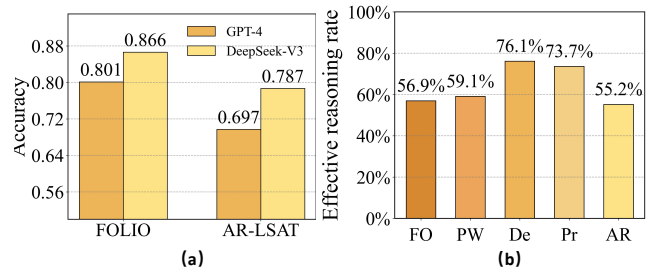 Accuracy
0.88
0.80
0.72
0.64
0.56
GPT-4
DeepSeek-V3
0.801
0.866
0.697
0.787
FOLIO
AR-LSAT
(a)
Effective reasoning rate
100%
80%
60%
40%
20%
0%
56.9%
59.1%
76.1%
73.7%
55.2%
FO
PW
De
Pr
AR
(b)